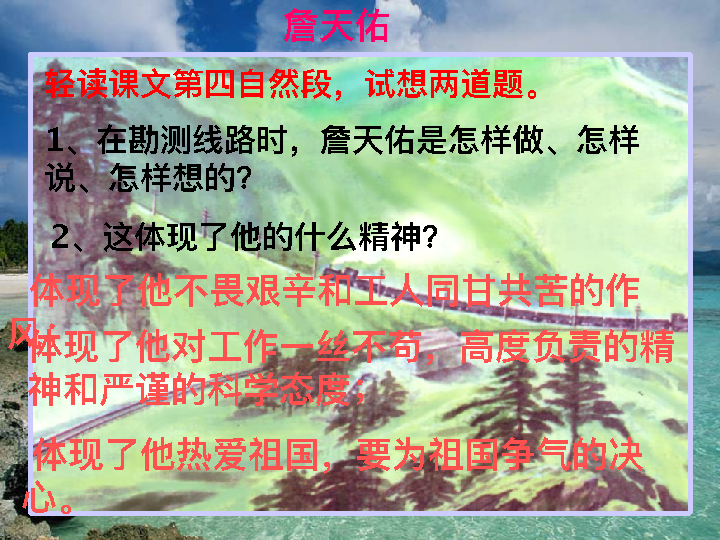 詹天佑
轻读课文第四自然段，试想两道题。
1、在勘测线路时，詹天佑是怎样做、怎样
说、怎样想的？
2、这体现了他的什么精神？
体现了他不畏艰辛和工人同甘共苦的作
风；
体现了他对工作一丝不苟，高度负责的精
神和严谨的科学态度；
体现了他热爱祖国，要为祖国争气的决
心。